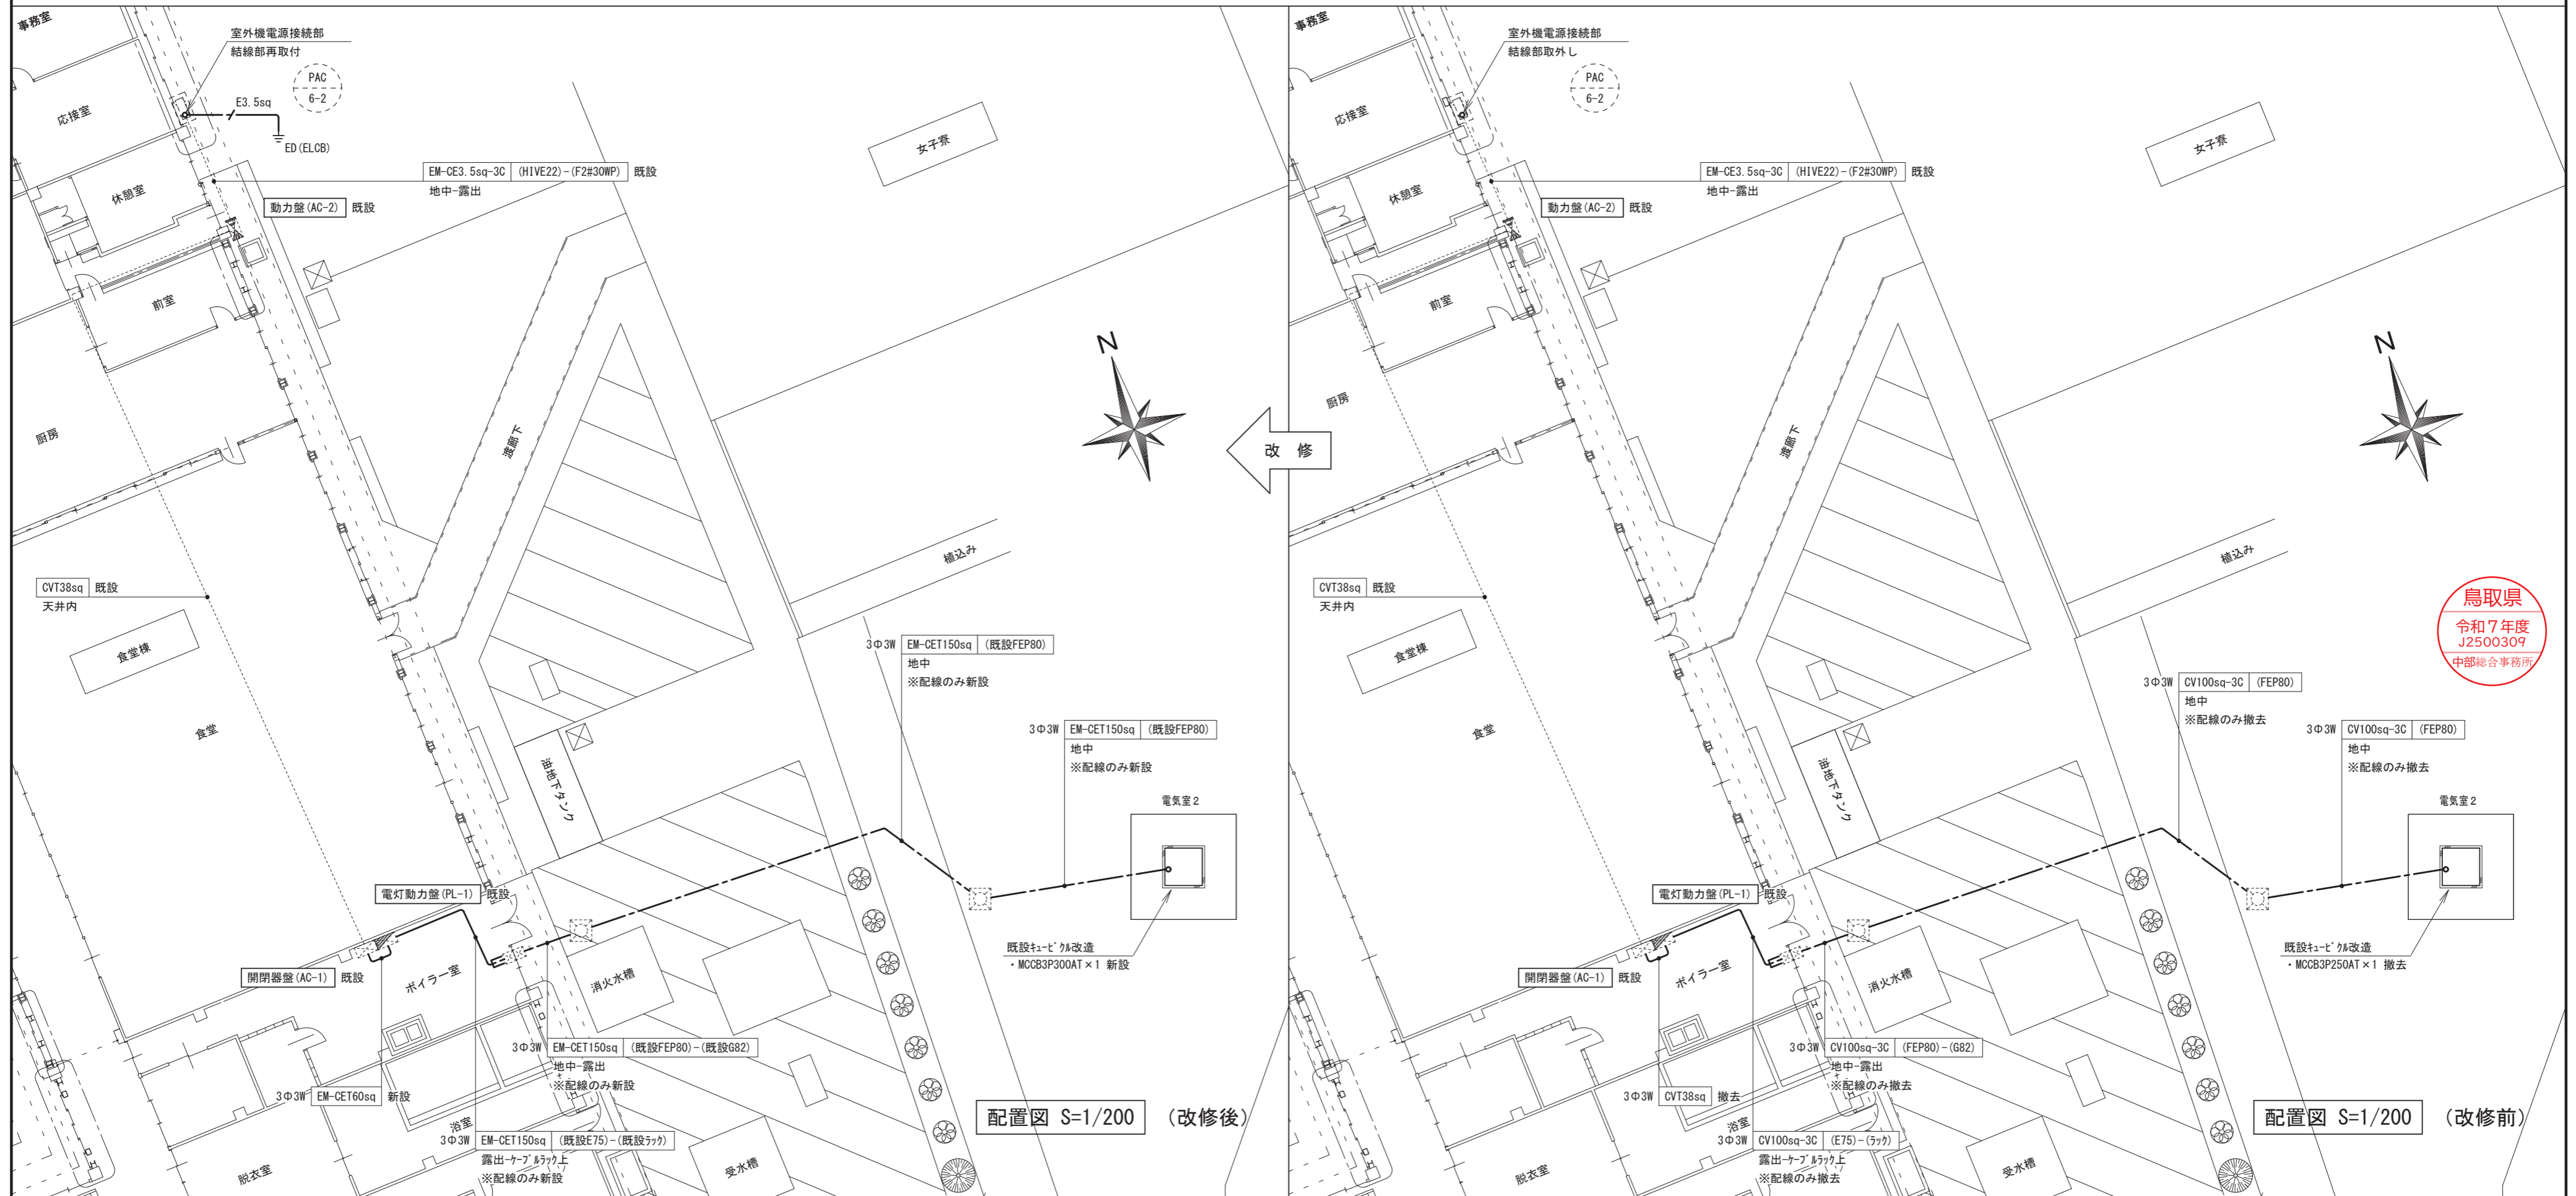 事務室
室外機電源接続部
結線部再取付
PAC
6-2
E3.5sq
ED(ELCB)
応接室
EM-CE3.5sq-3C (HIVE22)-(F2#30WP) 既設
地中-露出
休憩室
動力盤(AC-2) 既設
女子寮
前室
N
厨房
渡廊下
植込み
CVT38sq 既設
天井内
食堂棟
食堂
3Φ3W EM-CET150sq (既設FEP80)
地中
※配線のみ新設
3Φ3W EM-CET150sq (既設FEP80)
地中
※配線のみ新設
油地下タンク
電気室2
電灯動力盤(PL-1) 既設
既設キュービクル改造
・MCCB3P300AT×1 新設
開閉器盤(AC-1) 既設
ボイラー室
消火水槽
3Φ3W EM-CET150sq (既設FEP80)-(既設G82)
地中-露出
※配線のみ新設
3Φ3W EM-CET60sq 新設
浴室
3Φ3W EM-CET150sq (既設E75)-(既設ラック)
露出-ケーブルラック上
※配線のみ新設
脱衣室
受水槽
配置図 S=1/200 (改修後)
改 修
事務室
室外機電源接続部
結線部取外し
PAC
6-2
応接室
EM-CE3.5sq-3C (HIVE22)-(F2#30WP) 既設
地中-露出
休憩室
動力盤(AC-2) 既設
女子寮
前室
N
厨房
渡廊下
植込み
CVT38sq 既設
天井内
鳥取県
令和7年度
J2500309
中部総合事務所
食堂棟
食堂
3Φ3W CV100sq-3C (FEP80)
地中
※配線のみ撤去
3Φ3W CV100sq-3C (FEP80)
地中
※配線のみ撤去
油地下タンク
電気室2
電灯動力盤(PL-1) 既設
既設キュービクル改造
・MCCB3P250AT×1 撤去
開閉器盤(AC-1) 既設
ボイラー室
消火水槽
3Φ3W CV100sq-3C (FEP80)-(G82)
地中-露出
※配線のみ撤去
3Φ3W CVT38sq 撤去
浴室
3Φ3W CV100sq-3C (E75)-(ラック)
露出-ケーブルラック上
※配線のみ撤去
脱衣室
受水槽
配置図 S=1/200 (改修前)